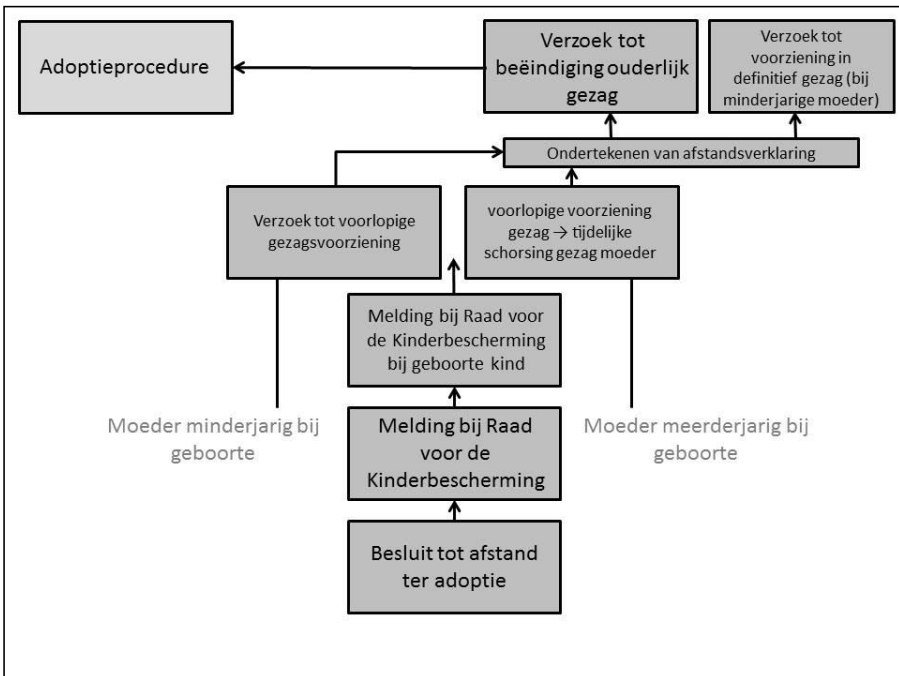 Adoptieprocedure
Verzoek tot
beëindiging ouderlijk
gezag
Verzoek tot
voorziening in
definitief gezag (bij
minderjarige moeder)
Ondertekenen van afstandsverklaring
Verzoek tot voorlopige
gezagsvoorziening
voorlopige voorziening
gezag → tijdelijke
schorsing gezag moeder
Melding bij Raad voor
de Kinderbescherming
bij geboorte kind
Moeder minderjarig bij
geboorte
Melding bij Raad
voor de
Kinderbescherming
Moeder meerderjarig bij
geboorte
Besluit tot afstand
ter adoptie